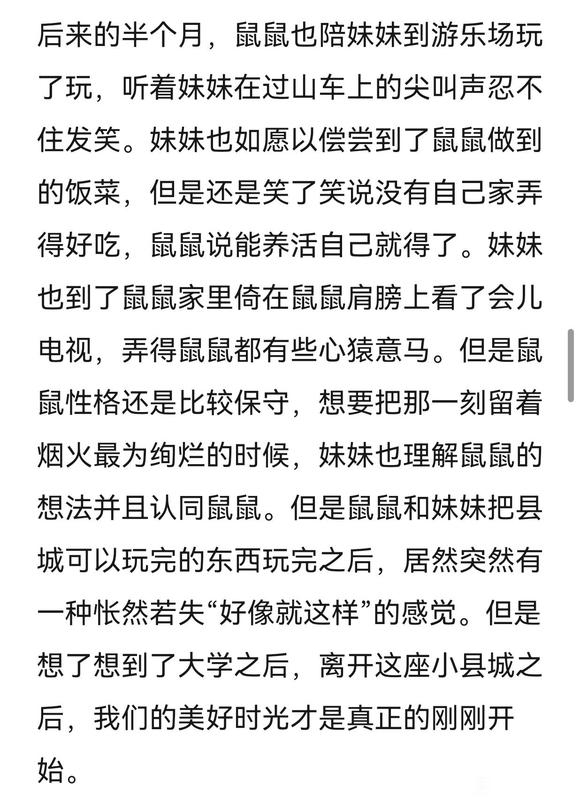 后来的半个月，鼠鼠也陪妹妹到游乐场玩
了玩，听着妹妹在过山车上的尖叫声忍不
住发笑。妹妹也如愿以偿尝到了鼠鼠做到
的饭菜，但是还是笑了笑说没有自己家弄
得好吃，鼠鼠说能养活自己就得了。妹妹
也到了鼠鼠家里倚在鼠鼠肩膀上看了会儿
电视，弄得鼠鼠都有些心猿意马。但是鼠
鼠性格还是比较保守，想要把那一刻留着
烟火最为绚烂的时候，妹妹也理解鼠鼠的
想法并且认同鼠鼠。但是鼠鼠和妹妹把县
城可以玩完的东西玩完之后，居然突然有
一种怅然若失“好像就这样”的感觉。但是
想了想到了大学之后，离开这座小县城之
后，我们的美好时光才是真正的刚刚开
始。